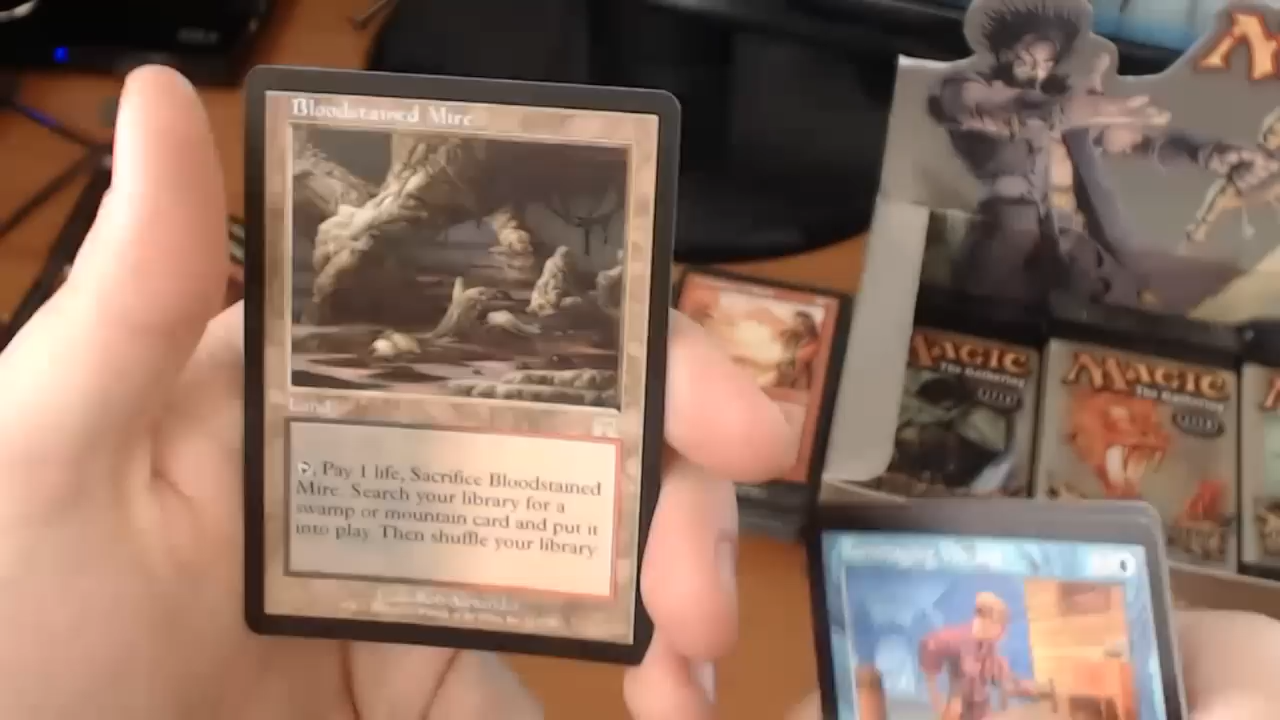 Bloodstained Mire
Land
, Pay 1 life, Sacrifice Bloodstained
Mire. Search your library for a
swamp or mountain card and put it
into play. Then shuffle your library.
MAGIC
The Gathering
MAGIC
The Gathering